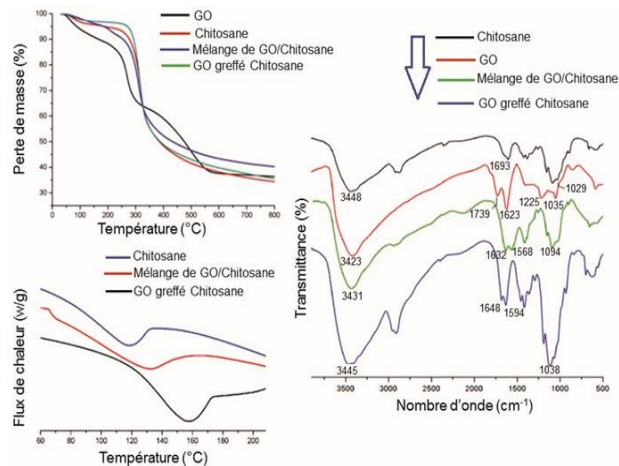 GO
Chitosane
Mélange de GO/Chitosane
GO greffé Chitosane
Perte de masse (%)
100
90
80
70
60
50
40
30
0 100 200 300 400 500 600 700 800
Température (°C)
Chitosane
Mélange de GO/Chitosane
GO greffé Chitosane
Flux de chaleur (w/g)
60 80 100 120 140 160 180 200
Température (°C)
Chitosane
GO
Mélange de GO/Chitosane
GO greffé Chitosane
Transmittance (%)
3448
1693
1029
1035
1225
1739
1623
3423
1632
1568
1094
3431
1648
1594
1038
3445
3500 3000 2500 2000 1500 1000 500
Nombre d'onde (cm⁻¹)